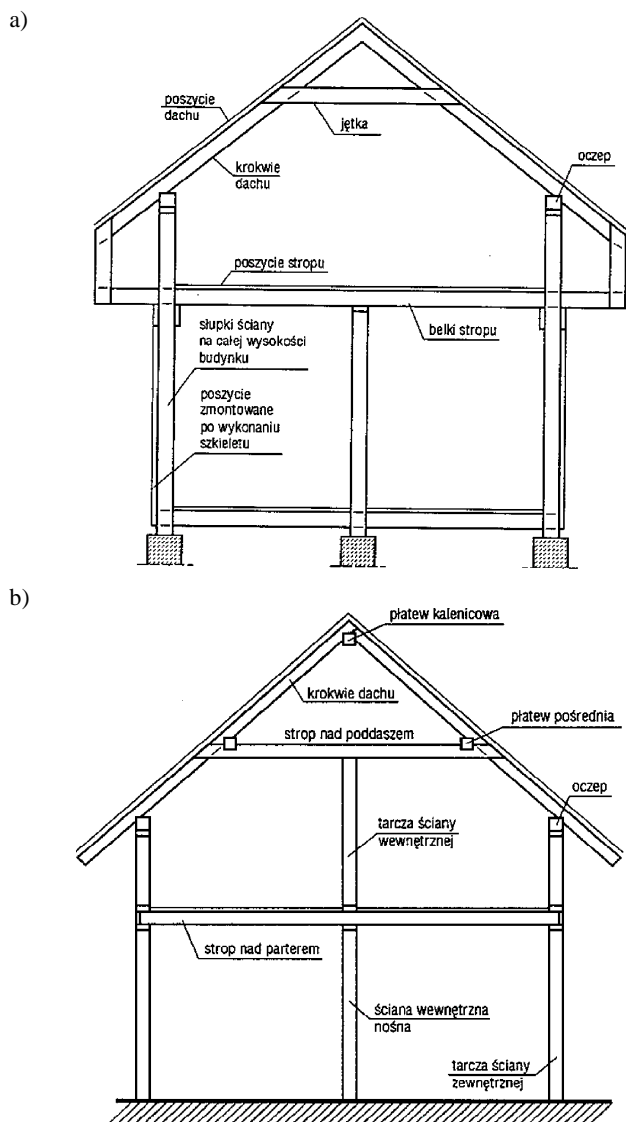 a)
poszycie
dachu
jętka
oczep
krokwie
dachu
poszycie stropu
słupki ściany
na całej wysokości
budynku
belki stropu
poszycie
zmontowane
po wykonaniu
szkieletu
b)
płatew kalenicowa
krokwie dachu
płatew pośrednia
strop nad poddaszem
oczep
tarcza ściany
wewnętrznej
strop nad parterem
ściana wewnętrzna
nośna
tarcza ściany
zewnętrznej